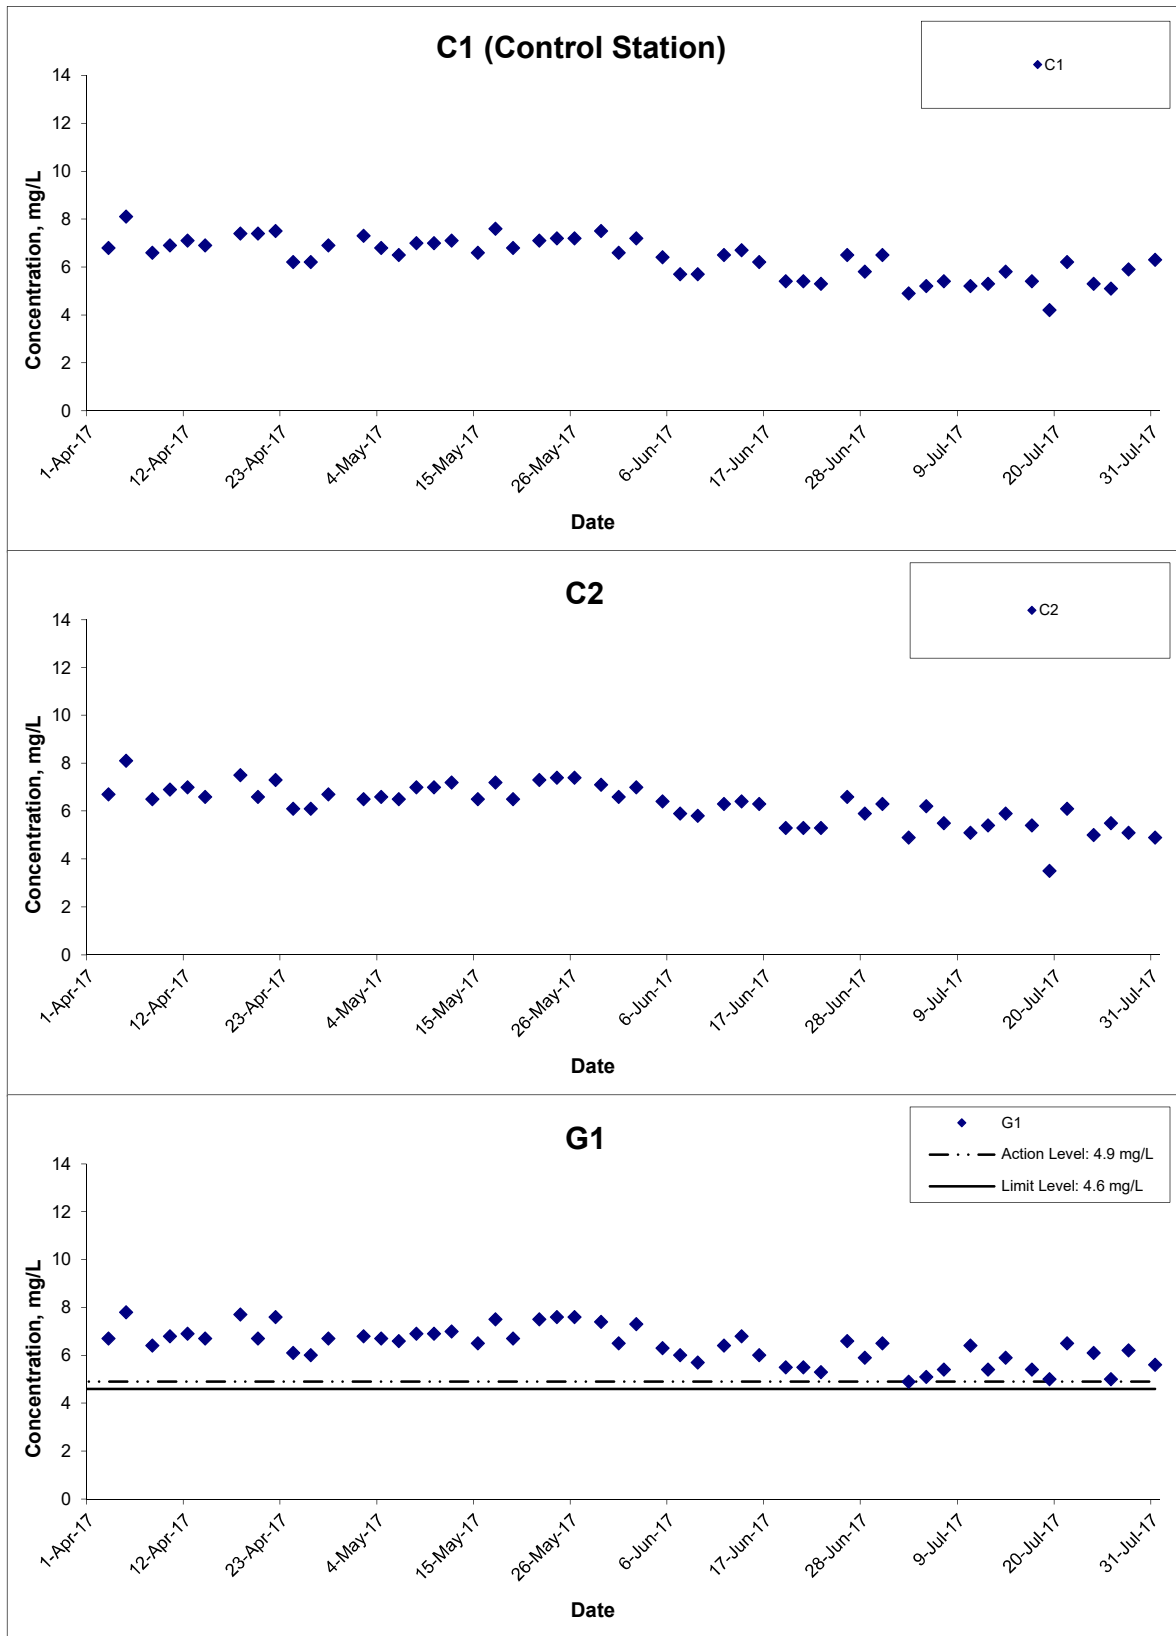 C1 (Control Station)
C1
14
12
10
8
6
4
2
0
Concentration, mg/L
1-Apr-17
12-Apr-17
23-Apr-17
4-May-17
15-May-17
26-May-17
6-Jun-17
17-Jun-17
28-Jun-17
9-Jul-17
20-Jul-17
31-Jul-17
Date
C2
C2
14
12
10
8
6
4
2
0
Concentration, mg/L
1-Apr-17
12-Apr-17
23-Apr-17
4-May-17
15-May-17
26-May-17
6-Jun-17
17-Jun-17
28-Jun-17
9-Jul-17
20-Jul-17
31-Jul-17
Date
G1
G1
Action Level: 4.9 mg/L
Limit Level: 4.6 mg/L
14
12
10
8
6
4
2
0
Concentration, mg/L
1-Apr-17
12-Apr-17
23-Apr-17
4-May-17
15-May-17
26-May-17
6-Jun-17
17-Jun-17
28-Jun-17
9-Jul-17
20-Jul-17
31-Jul-17
Date